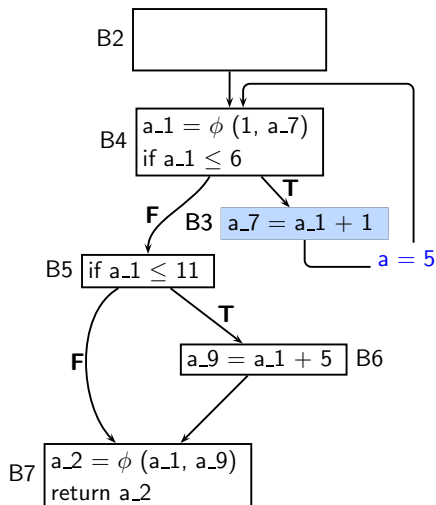 B2
B4
a_1 = ϕ (1, a_7)
if a_1 ≤ 6
F
T
B3
a_7 = a_1 + 1
a = 5
B5
if a_1 ≤ 11
F
T
a_9 = a_1 + 5
B6
B7
a_2 = ϕ (a_1, a_9)
return a_2